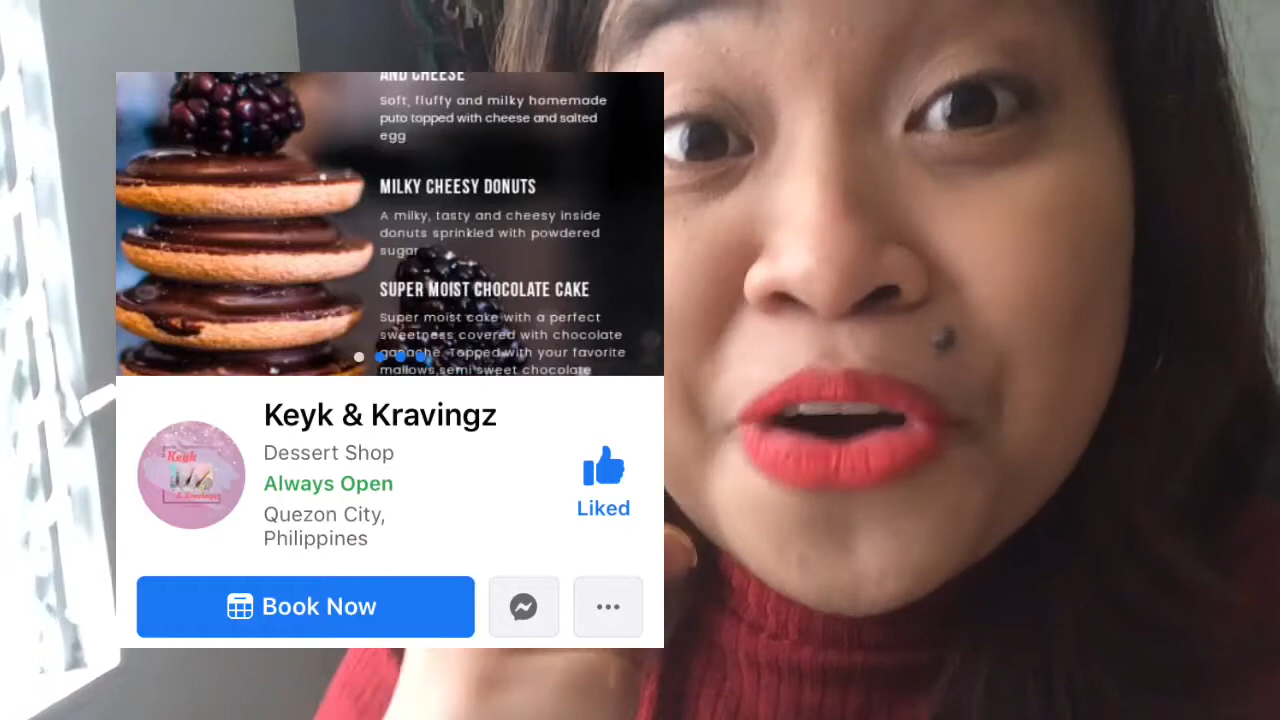 AND CHEESE
Soft, fluffy and milky homemade
puto topped with cheese and salted
egg
MILKY CHEESY DONUTS
A milky, tasty and cheesy inside
donuts sprinkled with powdered
sugar
SUPER MOIST CHOCOLATE CAKE
Super moist cake with a perfect
sweetness covered with chocolate
ganache. Topped with your favorite
mallows,semi sweet chocolate
Keyk & Kravingz
Dessert Shop
Always Open
Quezon City,
Philippines
Liked
Keyk
& Kravingz
Book Now